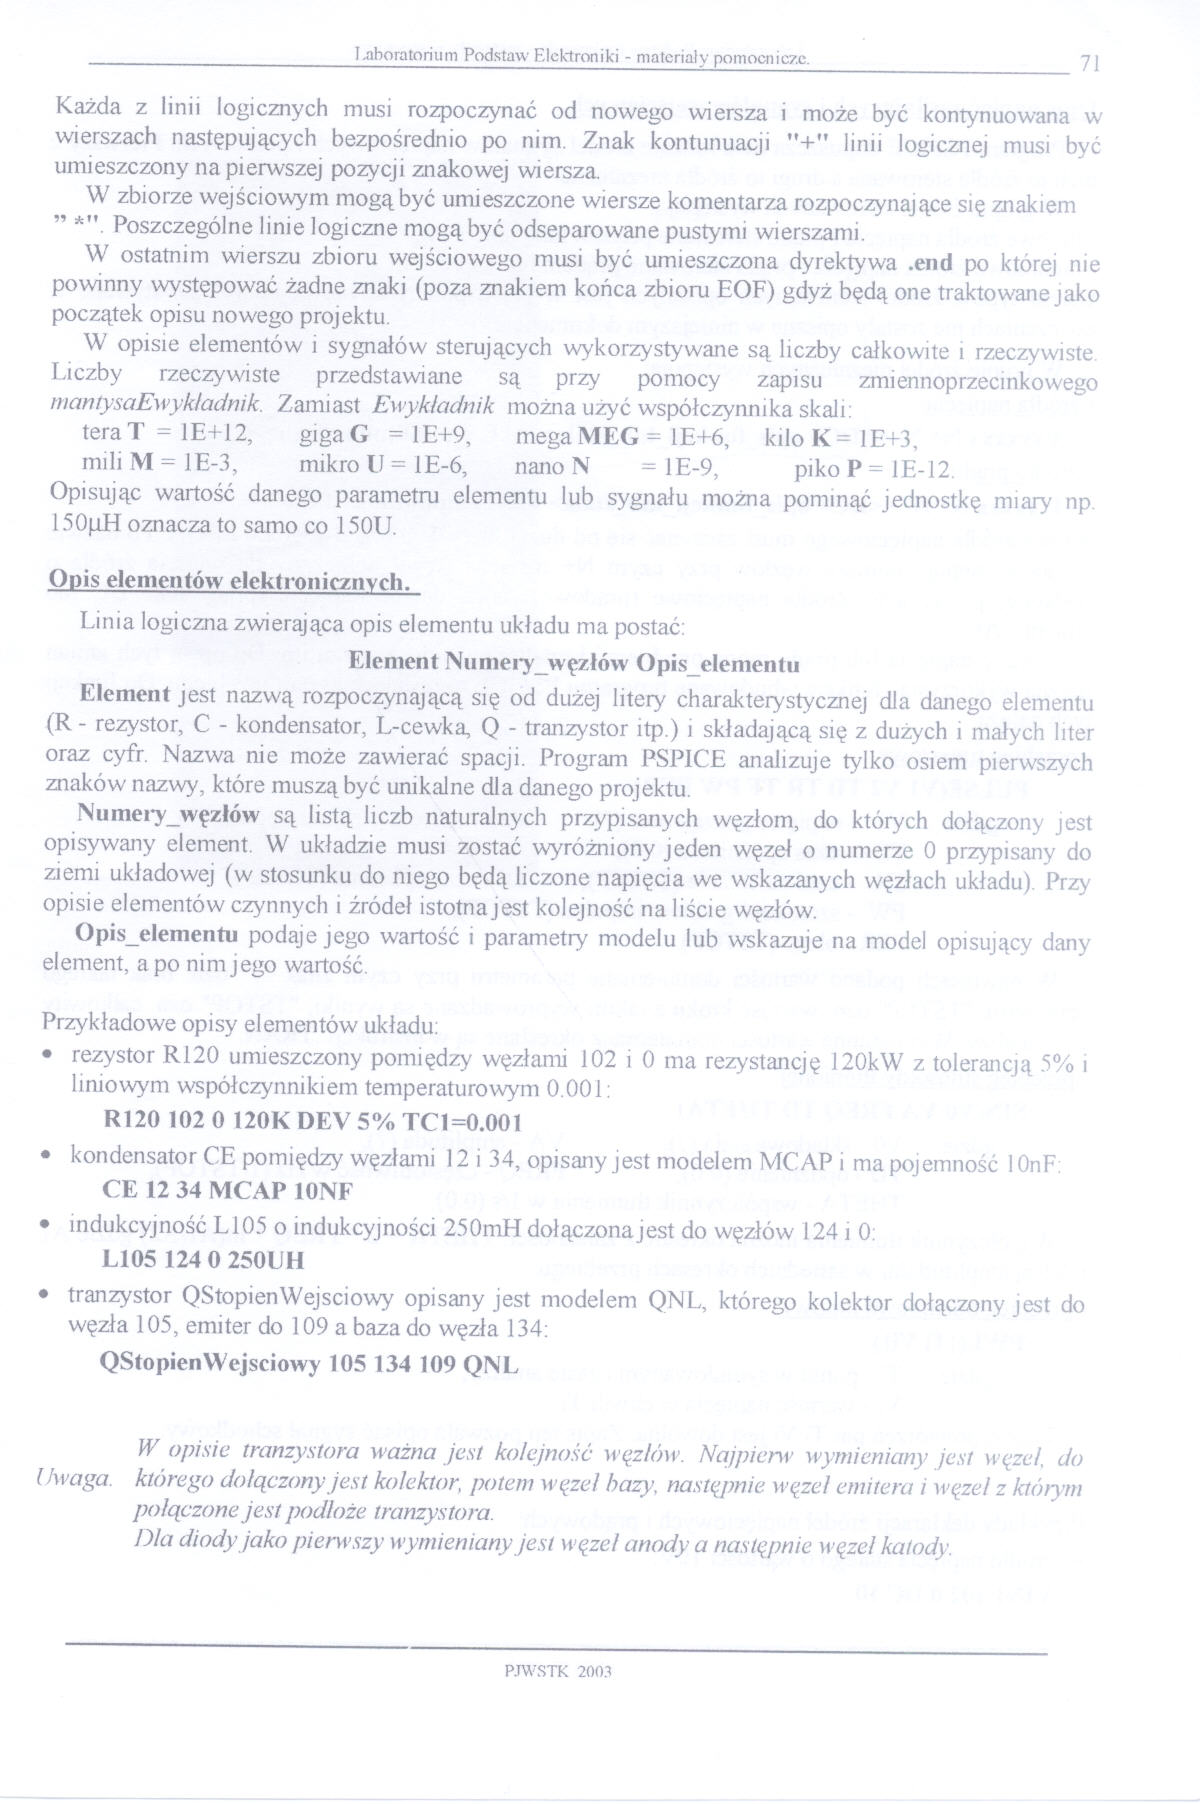 Laboratorium Podstaw Elektroniki - materiały pomocnicze. 71
Każda z linii logicznych musi rozpoczynać od nowego wiersza i może być kontynuowana w
wierszach następujących bezpośrednio po nim. Znak kontunuacji "+" linii logicznej musi być
umieszczony na pierwszej pozycji znakowej wiersza.
W zbiorze wejściowym mogą być umieszczone wiersze komentarza rozpoczynające się znakiem
” *". Poszczególne linie logiczne mogą być odseparowane pustymi wierszami.
W ostatnim wierszu zbioru wejściowego musi być umieszczona dyrektywa .end po której nie
powinny występować żadne znaki (poza znakiem końca zbioru EOF) gdyż będą one traktowane jako
początek opisu nowego projektu.
W opisie elementów i sygnałów sterujących wykorzystywane są liczby całkowite i rzeczywiste.
Liczby rzeczywiste przedstawiane są przy pomocy zapisu zmiennoprzecinkowego
mantysaEwykładnik. Zamiast Ewykładnik można użyć współczynnika skali:
tera T = 1E+12, giga G = 1E+9, mega MEG = 1E+6, kilo K = 1E+3,
mili M = 1E-3, mikro U = 1E-6, nano N = 1E-9, piko P = 1E-12.
Opisując wartość danego parametru elementu lub sygnału można pominąć jednostkę miary np.
150µH oznacza to samo co 150U.
Opis elementów elektronicznych.
Linia logiczna zwierająca opis elementu układu ma postać:
Element Numery_węzłów Opis_elementu
Element jest nazwą rozpoczynającą się od dużej litery charakterystycznej dla danego elementu
(R - rezystor, C - kondensator, L-cewka, Q - tranzystor itp.) i składającą się z dużych i małych liter
oraz cyfr. Nazwa nie może zawierać spacji. Program PSPICE analizuje tylko osiem pierwszych
znaków nazwy, które muszą być unikalne dla danego projektu.
Numery_węzłów są listą liczb naturalnych przypisanych węzłom, do których dołączony jest
opisywany element. W układzie musi zostać wyróżniony jeden węzeł o numerze 0 przypisany do
ziemi układowej (w stosunku do niego będą liczone napięcia we wskazanych węzłach układu). Przy
opisie elementów czynnych i źródeł istotna jest kolejność na liście węzłów.
Opis_elementu podaje jego wartość i parametry modelu lub wskazuje na model opisujący dany
element, a po nim jego wartość.
Przykładowe opisy elementów układu:
• rezystor R120 umieszczony pomiędzy węzłami 102 i 0 ma rezystancję 120kW z tolerancją 5% i
liniowym współczynnikiem temperaturowym 0.001:
R120 102 0 120K DEV 5% TC1=0.001
• kondensator CE pomiędzy węzłami 12 i 34, opisany jest modelem MCAP i ma pojemność 10nF:
CE 12 34 MCAP 10NF
• indukcyjność L105 o indukcyjności 250mH dołączona jest do węzłów 124 i 0:
L105 124 0 250UH
• tranzystor QStopienWejsciowy opisany jest modelem QNL, którego kolektor dołączony jest do
węzła 105, emiter do 109 a baza do węzła 134:
QStopienWejsciowy 105 134 109 QNL
W opisie tranzystora ważna jest kolejność węzłów. Najpierw wymieniany jest węzeł, do
Uwaga. którego dołączony jest kolektor, potem węzeł bazy, następnie węzeł emitera i węzeł z którym
połączone jest podłoże tranzystora.
Dla diody jako pierwszy wymieniany jest węzeł anody a następnie węzeł katody.
PJWSTK 2003